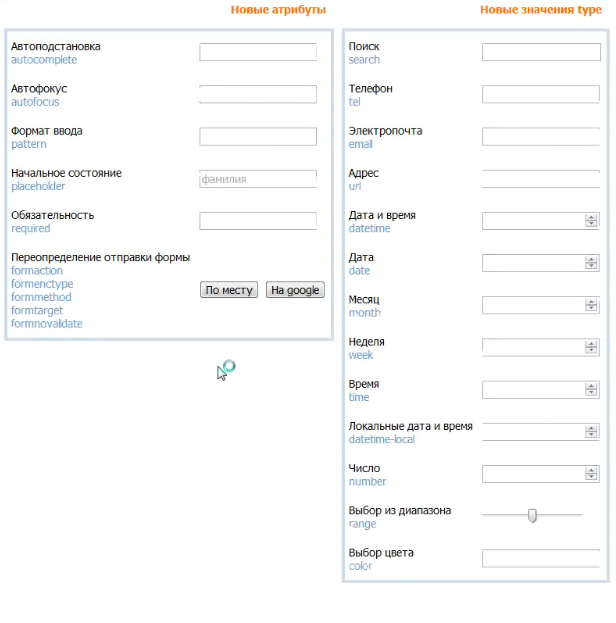 Новые атрибуты
Автоподстановка
autocomplete
Автофокус
autofocus
Формат ввода
pattern
Начальное состояние
placeholder
фамилия
Обязательность
required
Переопределение отправки формы
formaction
formenctype
formmethod
formtarget
formnovalidate
По месту На google
Новые значения type
Поиск
search
Телефон
tel
Электропочта
email
Адрес
url
Дата и время
datetime
Дата
date
Месяц
month
Неделя
week
Время
time
Локальные дата и время
datetime-local
Число
number
Выбор из диапазона
range
Выбор цвета
color